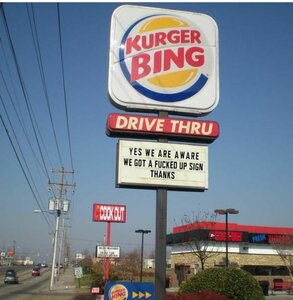 KURGER
BING
DRIVE THRU
YES WE ARE AWARE
WE GOT A FUCKED UP SIGN
THANKS
COOK OUT